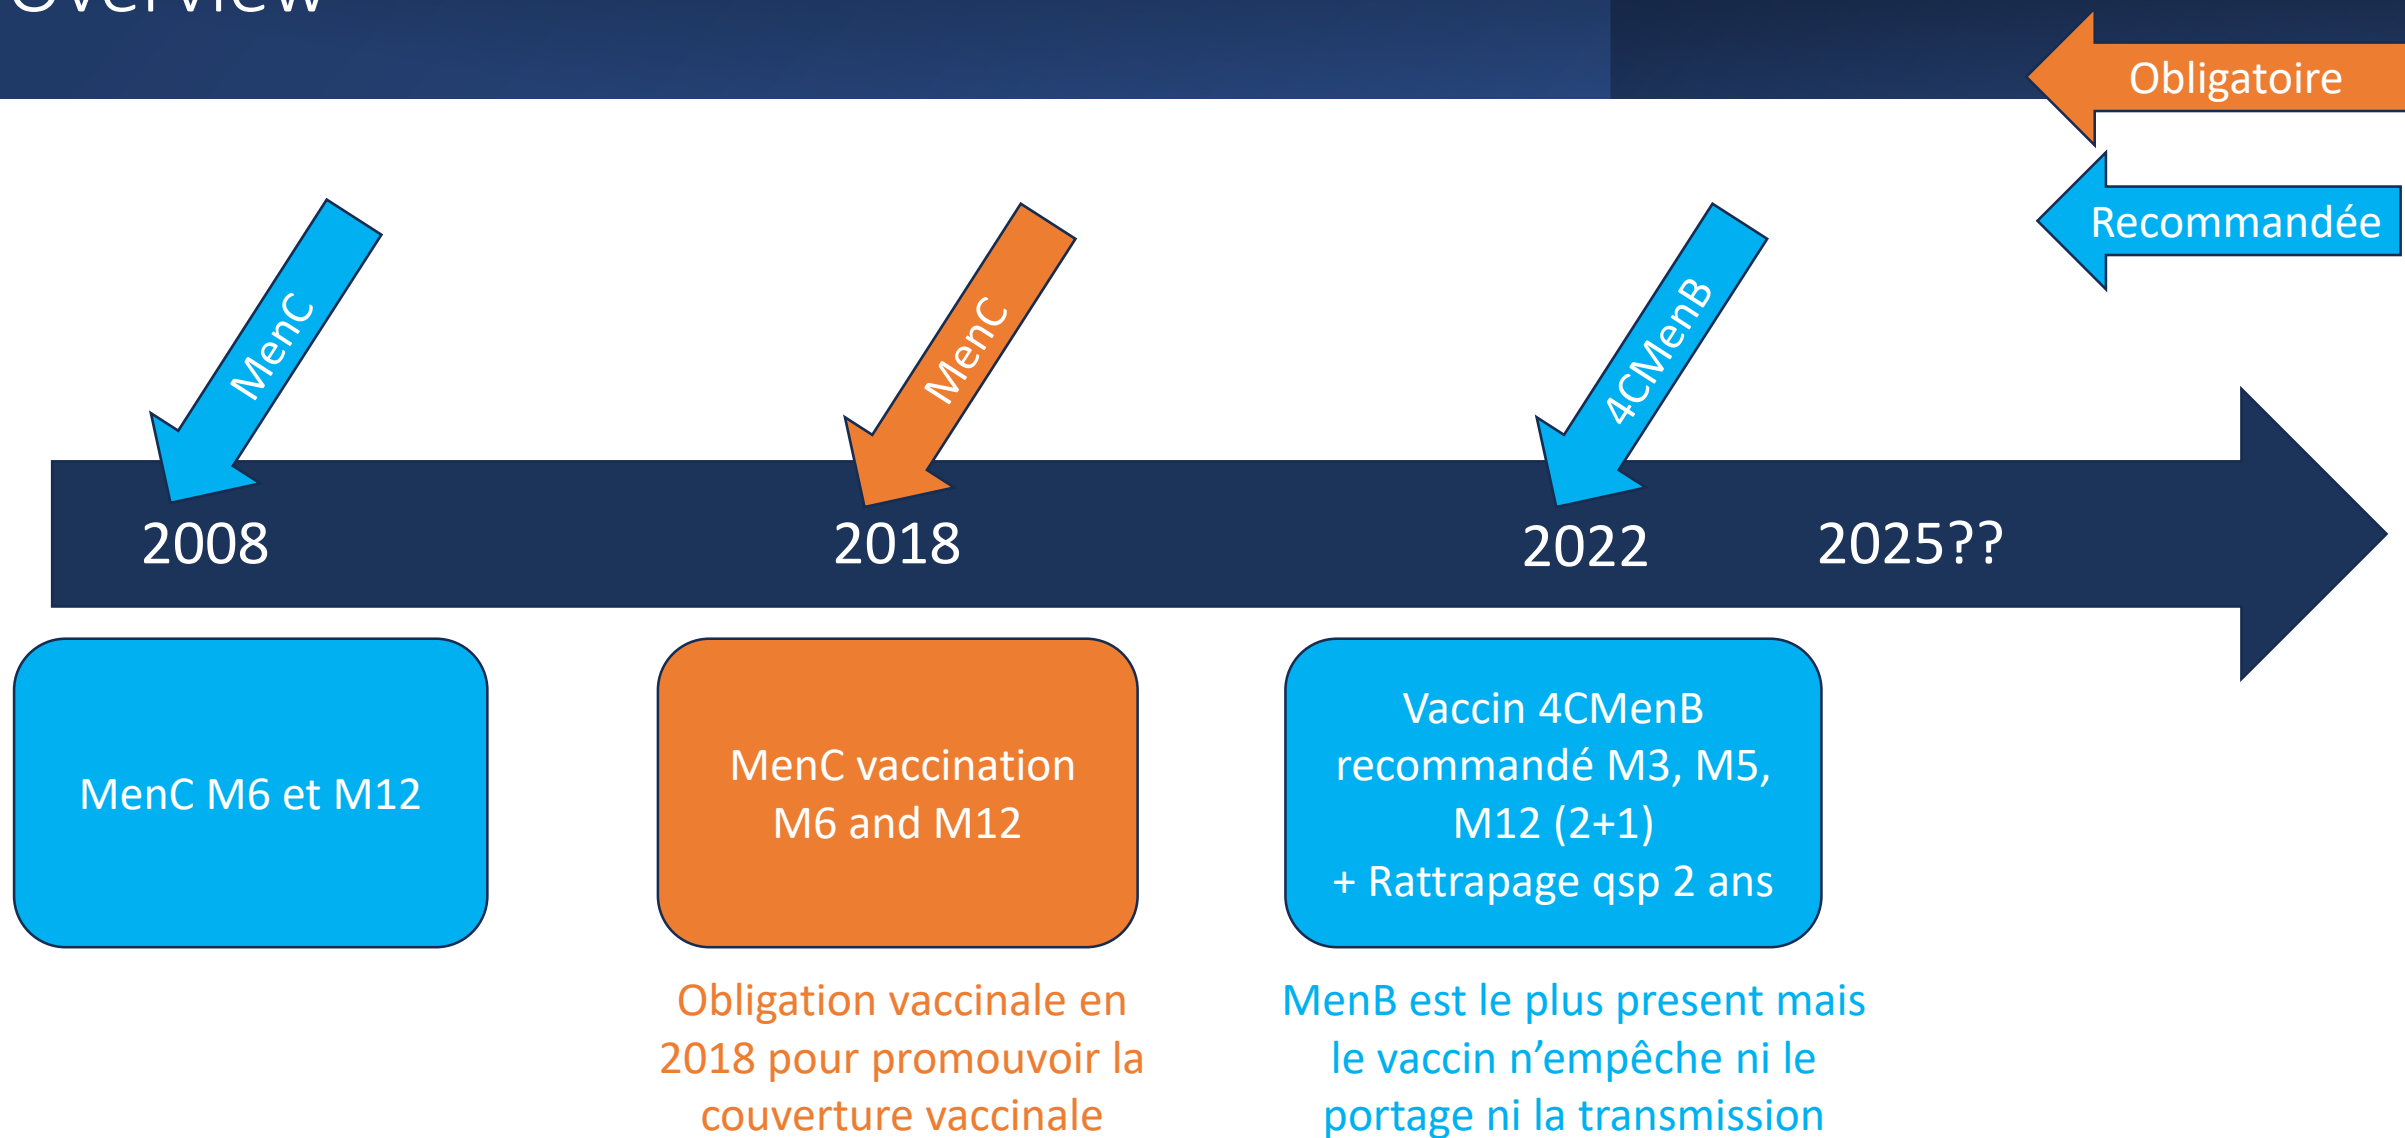 Overview
Obligatoire
Recommandée
MenC
MenC
4CMenB
2008
2018
2022
2025??
MenC M6 et M12
MenC vaccination
M6 and M12
Vaccin 4CMenB
recommandé M3, M5,
M12 (2+1)
+ Rattrapage qsp 2 ans
Obligation vaccinale en
2018 pour promouvoir la
couverture vaccinale
MenB est le plus present mais
le vaccin n’empêche ni le
portage ni la transmission